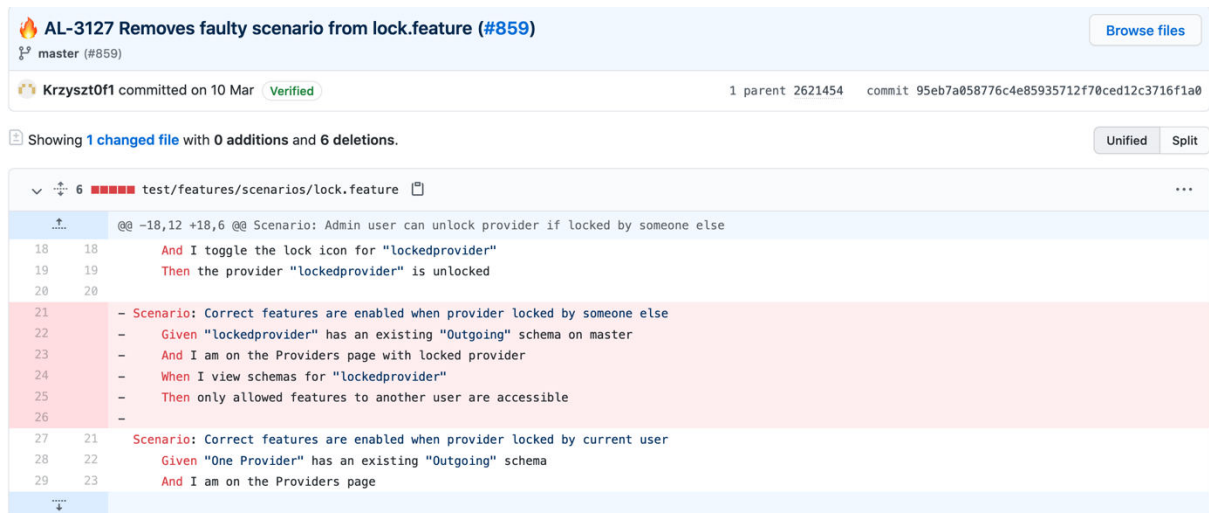 🔥 AL-3127 Removes faulty scenario from lock.feature (#859)
Browse files
master (#859)
Krzyszt0f1 committed on 10 Mar Verified
1 parent 2621454 commit 95eb7a058776c4e85935712f70ced12c3716f1a0
Showing 1 changed file with 0 additions and 6 deletions.
Unified Split
6 test/features/scenarios/lock.feature ...
@@ -18,12 +18,6 @@ Scenario: Admin user can unlock provider if locked by someone else
18 18 And I toggle the lock icon for "lockedprovider"
19 19 Then the provider "lockedprovider" is unlocked
20 20
21 - Scenario: Correct features are enabled when provider locked by someone else
22 - Given "lockedprovider" has an existing "Outgoing" schema on master
23 - And I am on the Providers page with locked provider
24 - When I view schemas for "lockedprovider"
25 - Then only allowed features to another user are accessible
26 -
27 21 Scenario: Correct features are enabled when provider locked by current user
28 22 Given "One Provider" has an existing "Outgoing" schema
29 23 And I am on the Providers page